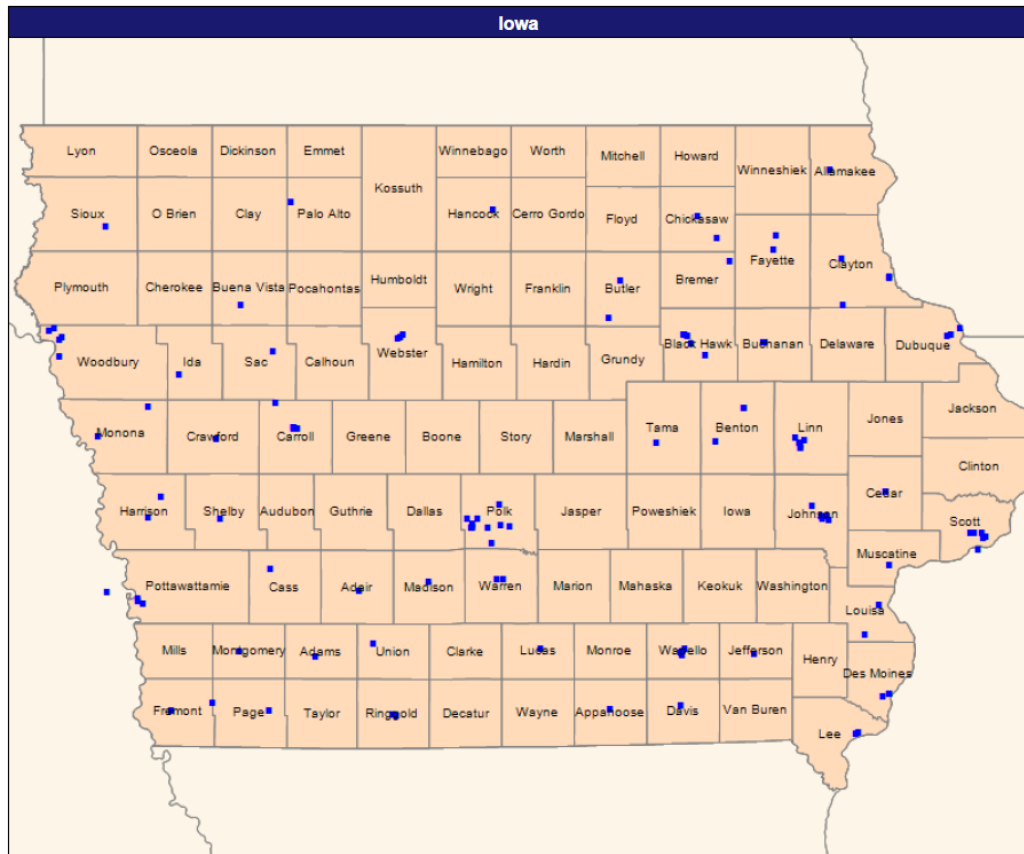 Iowa
Lyon Osceola Dickinson Emmet Winnebago Worth Mitchell Howard Winneshiek Allamakee
Kossuth
Sioux O Brien Clay Palo Alto Hancock Cerro Gordo Floyd Chickasaw
Plymouth Cherokee Buena Vista Pocahontas Humboldt Wright Franklin Butler Bremer Fayette Clayton
Woodbury Ida Sac Calhoun Webster Hamilton Hardin Grundy Black Hawk Buchanan Delaware Dubuque
Monona Crawford Carroll Greene Boone Story Marshall Tama Benton Linn Jones Jackson
Clinton
Harrison Shelby Audubon Guthrie Dallas Polk Jasper Poweshiek Iowa Johnson Cedar Scott
Muscatine
Pottawattamie Cass Adair Madison Warren Marion Mahaska Keokuk Washington
Louisa
Mills Montgomery Adams Union Clarke Lucas Monroe Wapello Jefferson Henry Des Moines
Fremont Page Taylor Ringgold Decatur Wayne Appanoose Davis Van Buren
Lee